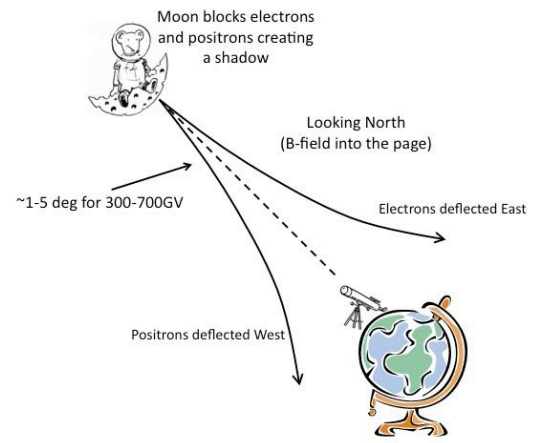 Moon blocks electrons
and positrons creating
a shadow
Looking North
(B-field into the page)
~1-5 deg for 300-700GV
Electrons deflected East
Positrons deflected West